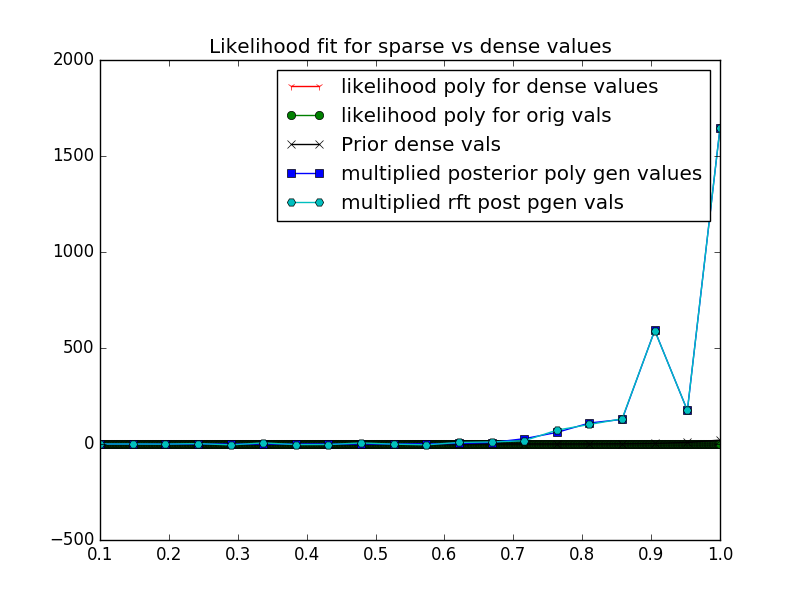 Likelihood fit for sparse vs dense values
2000
1500
1000
500
0
−500
likelihood poly for dense values
likelihood poly for orig vals
Prior dense vals
multiplied posterior poly gen values
multiplied rft post pgen vals
0.1 0.2 0.3 0.4 0.5 0.6 0.7 0.8 0.9 1.0